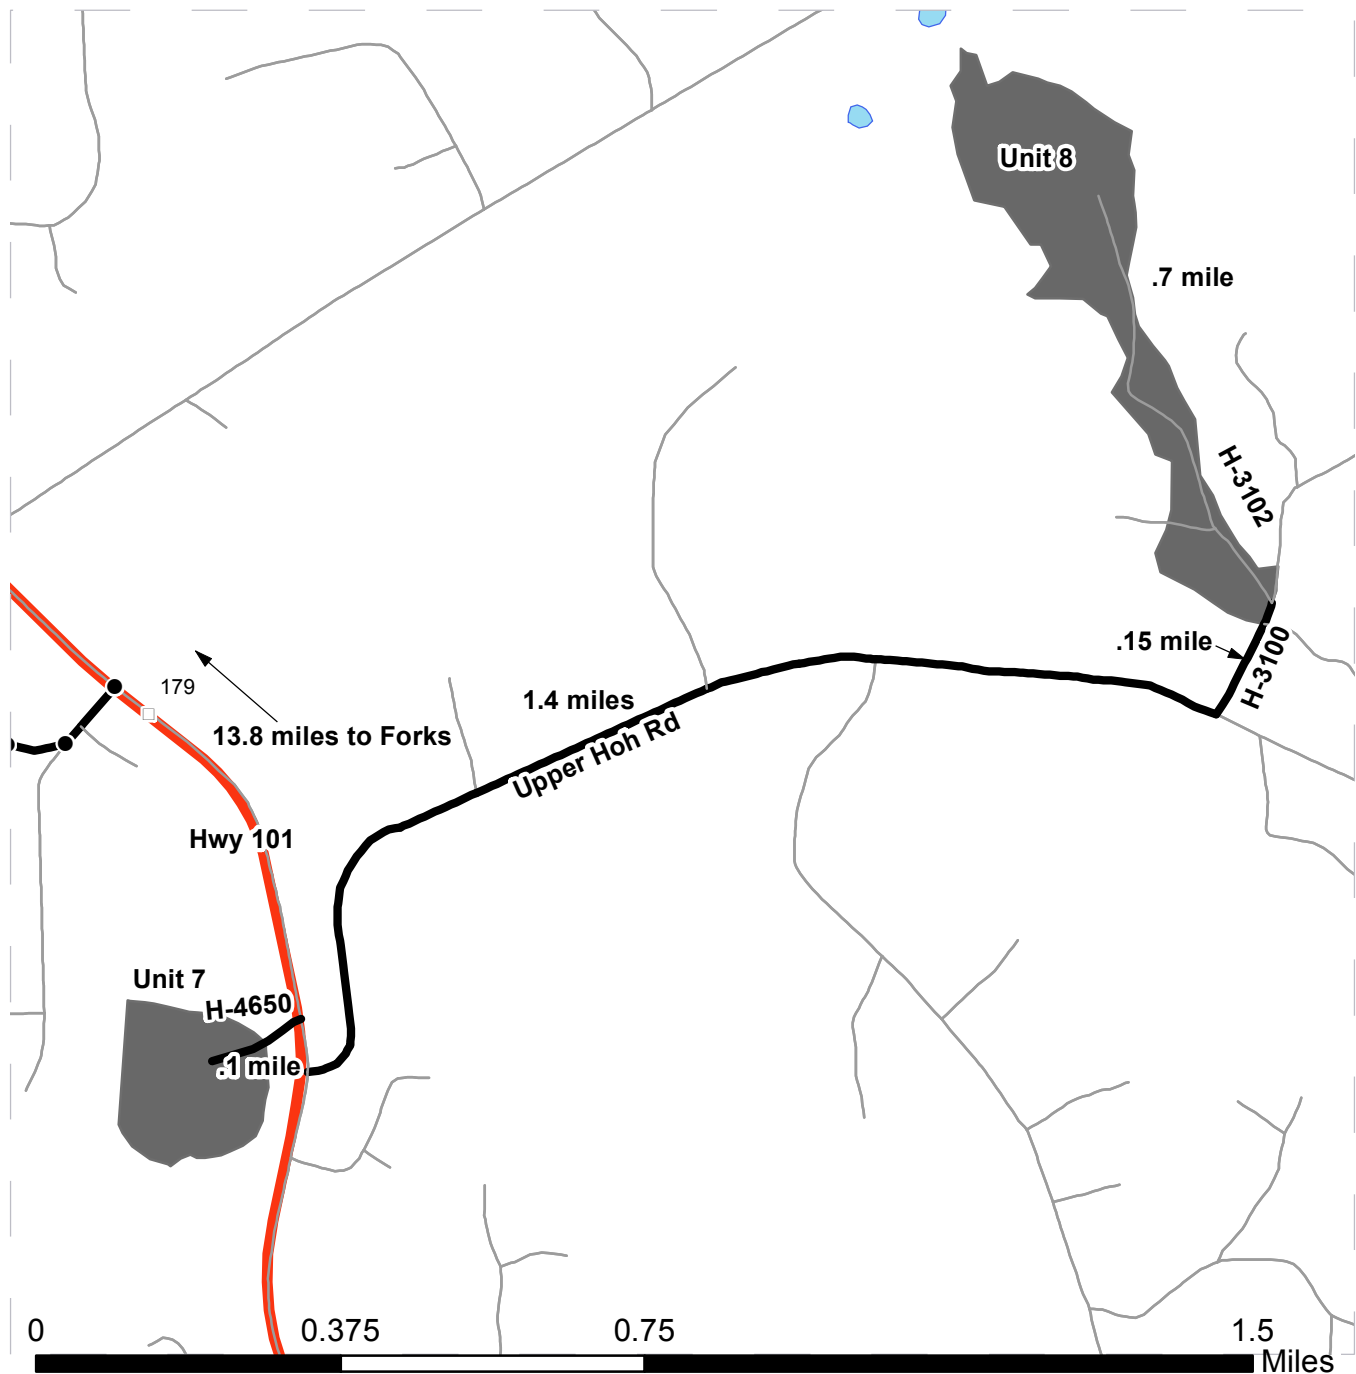 Unit 8
.7 mile
H-3102
.15 mile
H-3100
179
1.4 miles
13.8 miles to Forks
Upper Hoh Rd
Hwy 101
Unit 7
H-4650
.1 mile
0 0.375 0.75 1.5
Miles